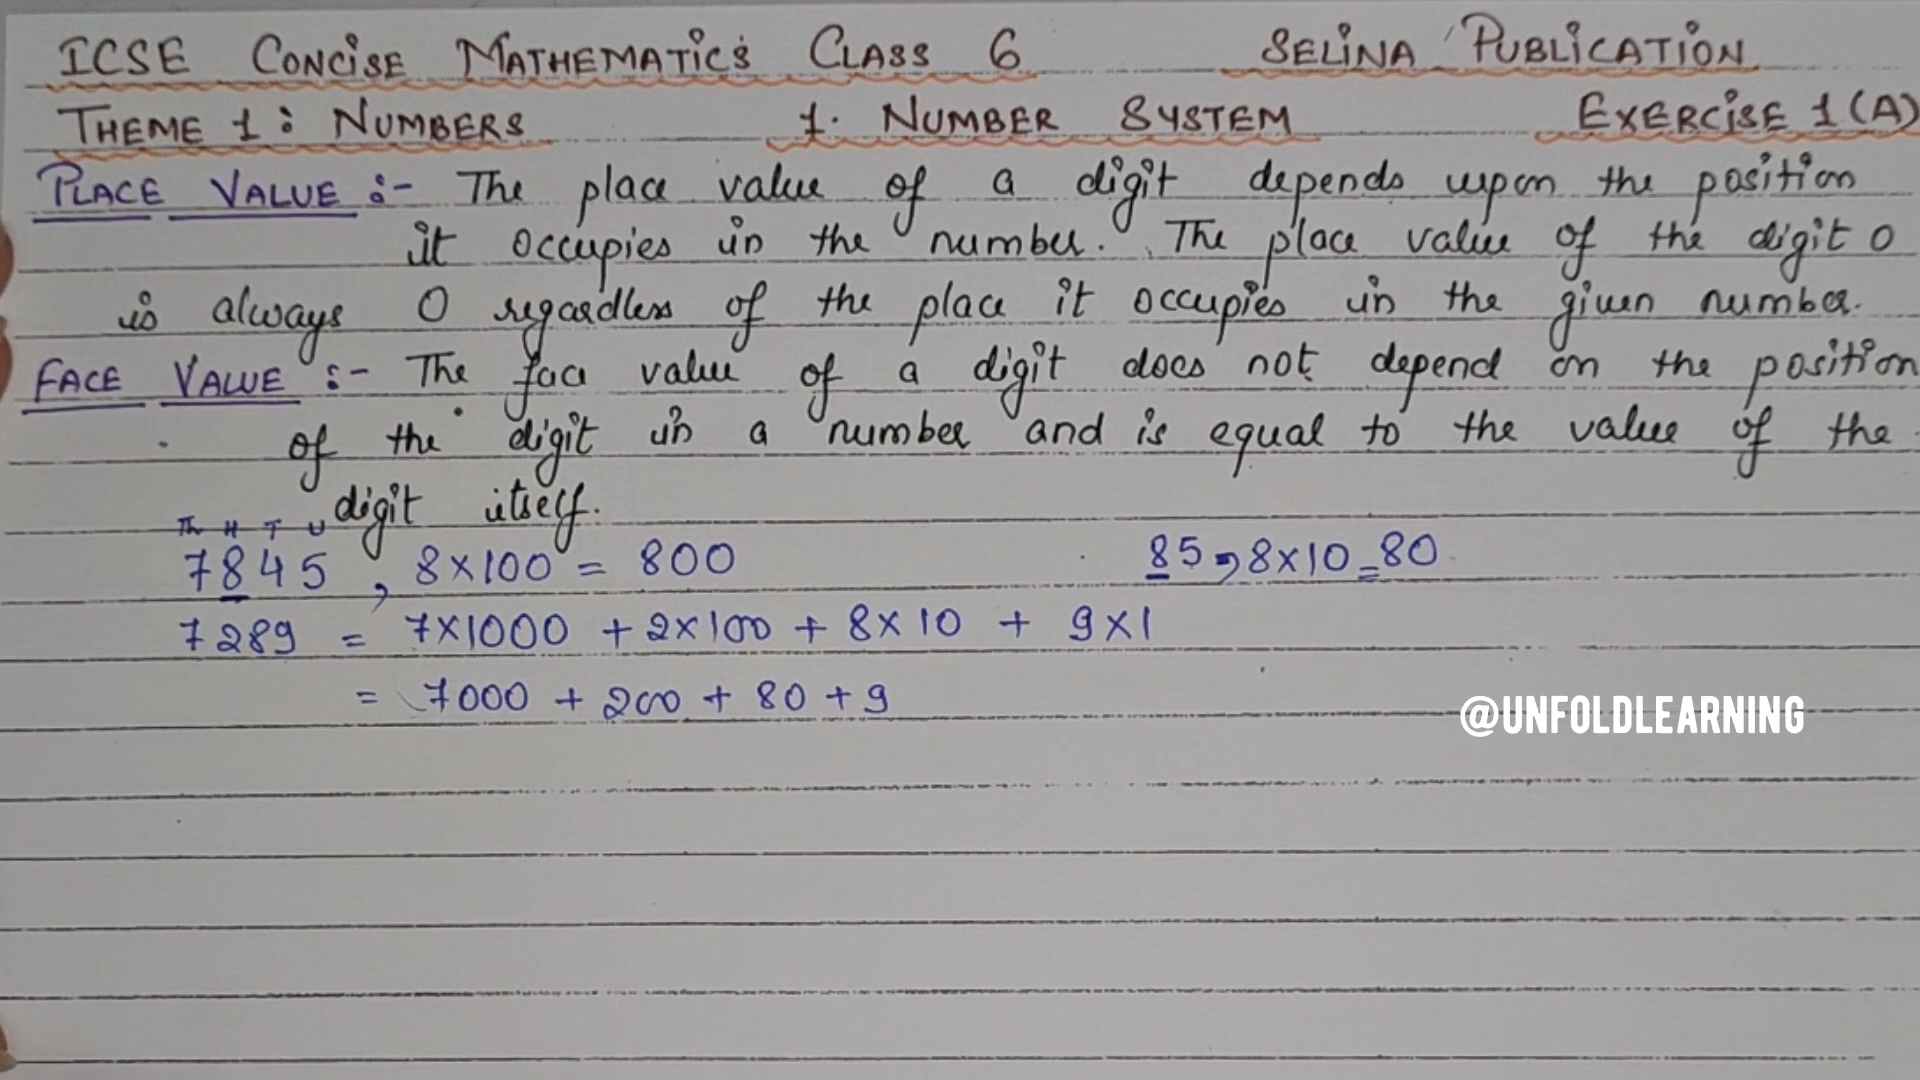 ICSE CONCISE MATHEMATICS CLASS 6 SELINA PUBLICATION
THEME 1: NUMBERS 1. NUMBER SYSTEM EXERCISE 1(A)
PLACE VALUE :- The place value of a digit depends upon the position
it occupies in the number. The place value of the digit 0
is always 0 regardless of the place it occupies in the given number.
FACE VALUE :- The face value of a digit does not depend on the position
of the digit in a number and is equal to the value of the
digit itself.
Th H T U
7845, 8×100 = 800 85, 8×10 = 80
7289 = 7×1000 + 2×100 + 8×10 + 9×1
= 7000 + 200 + 80 + 9
@UNFOLDLEARNING